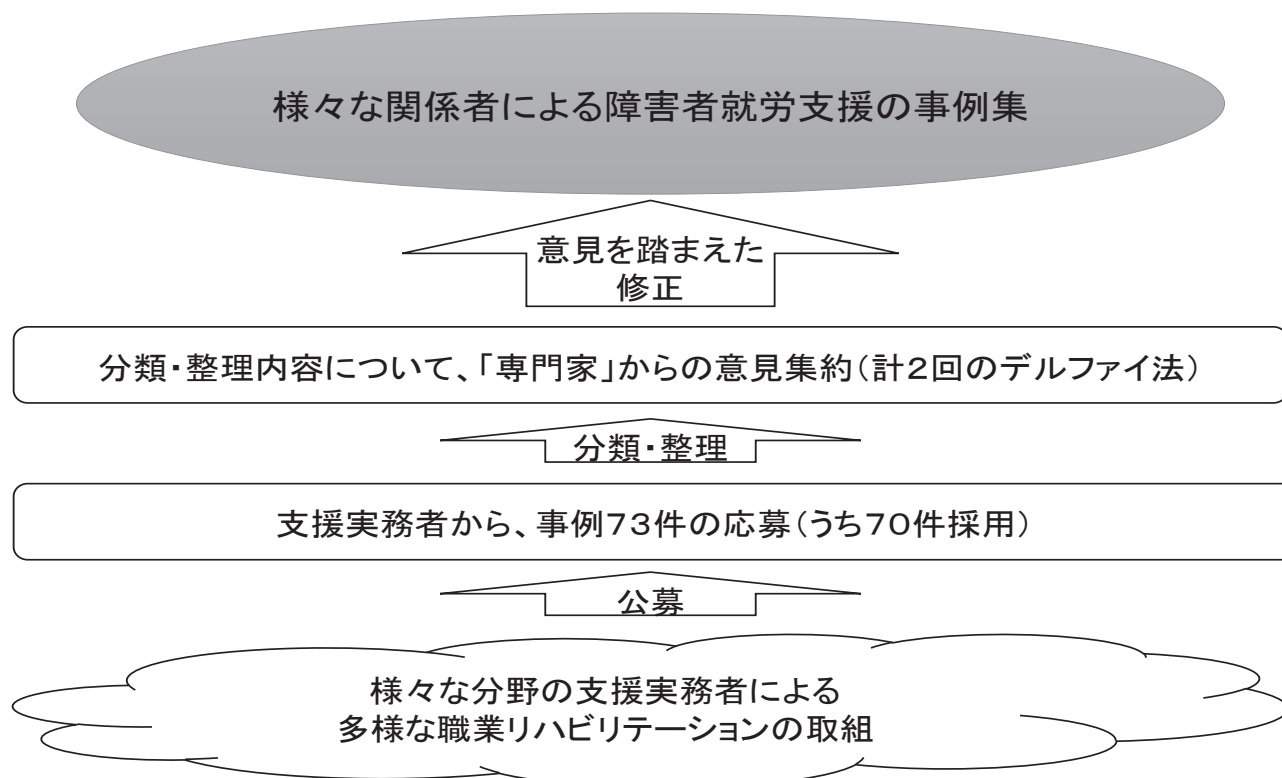 様々な関係者による障害者就労支援の事例集
意見を踏まえた
修正
分類・整理内容について、「専門家」からの意見集約(計2回のデルファイ法)
分類・整理
支援実務者から、事例73件の応募(うち70件採用)
公募
様々な分野の支援実務者による
多様な職業リハビリテーションの取組